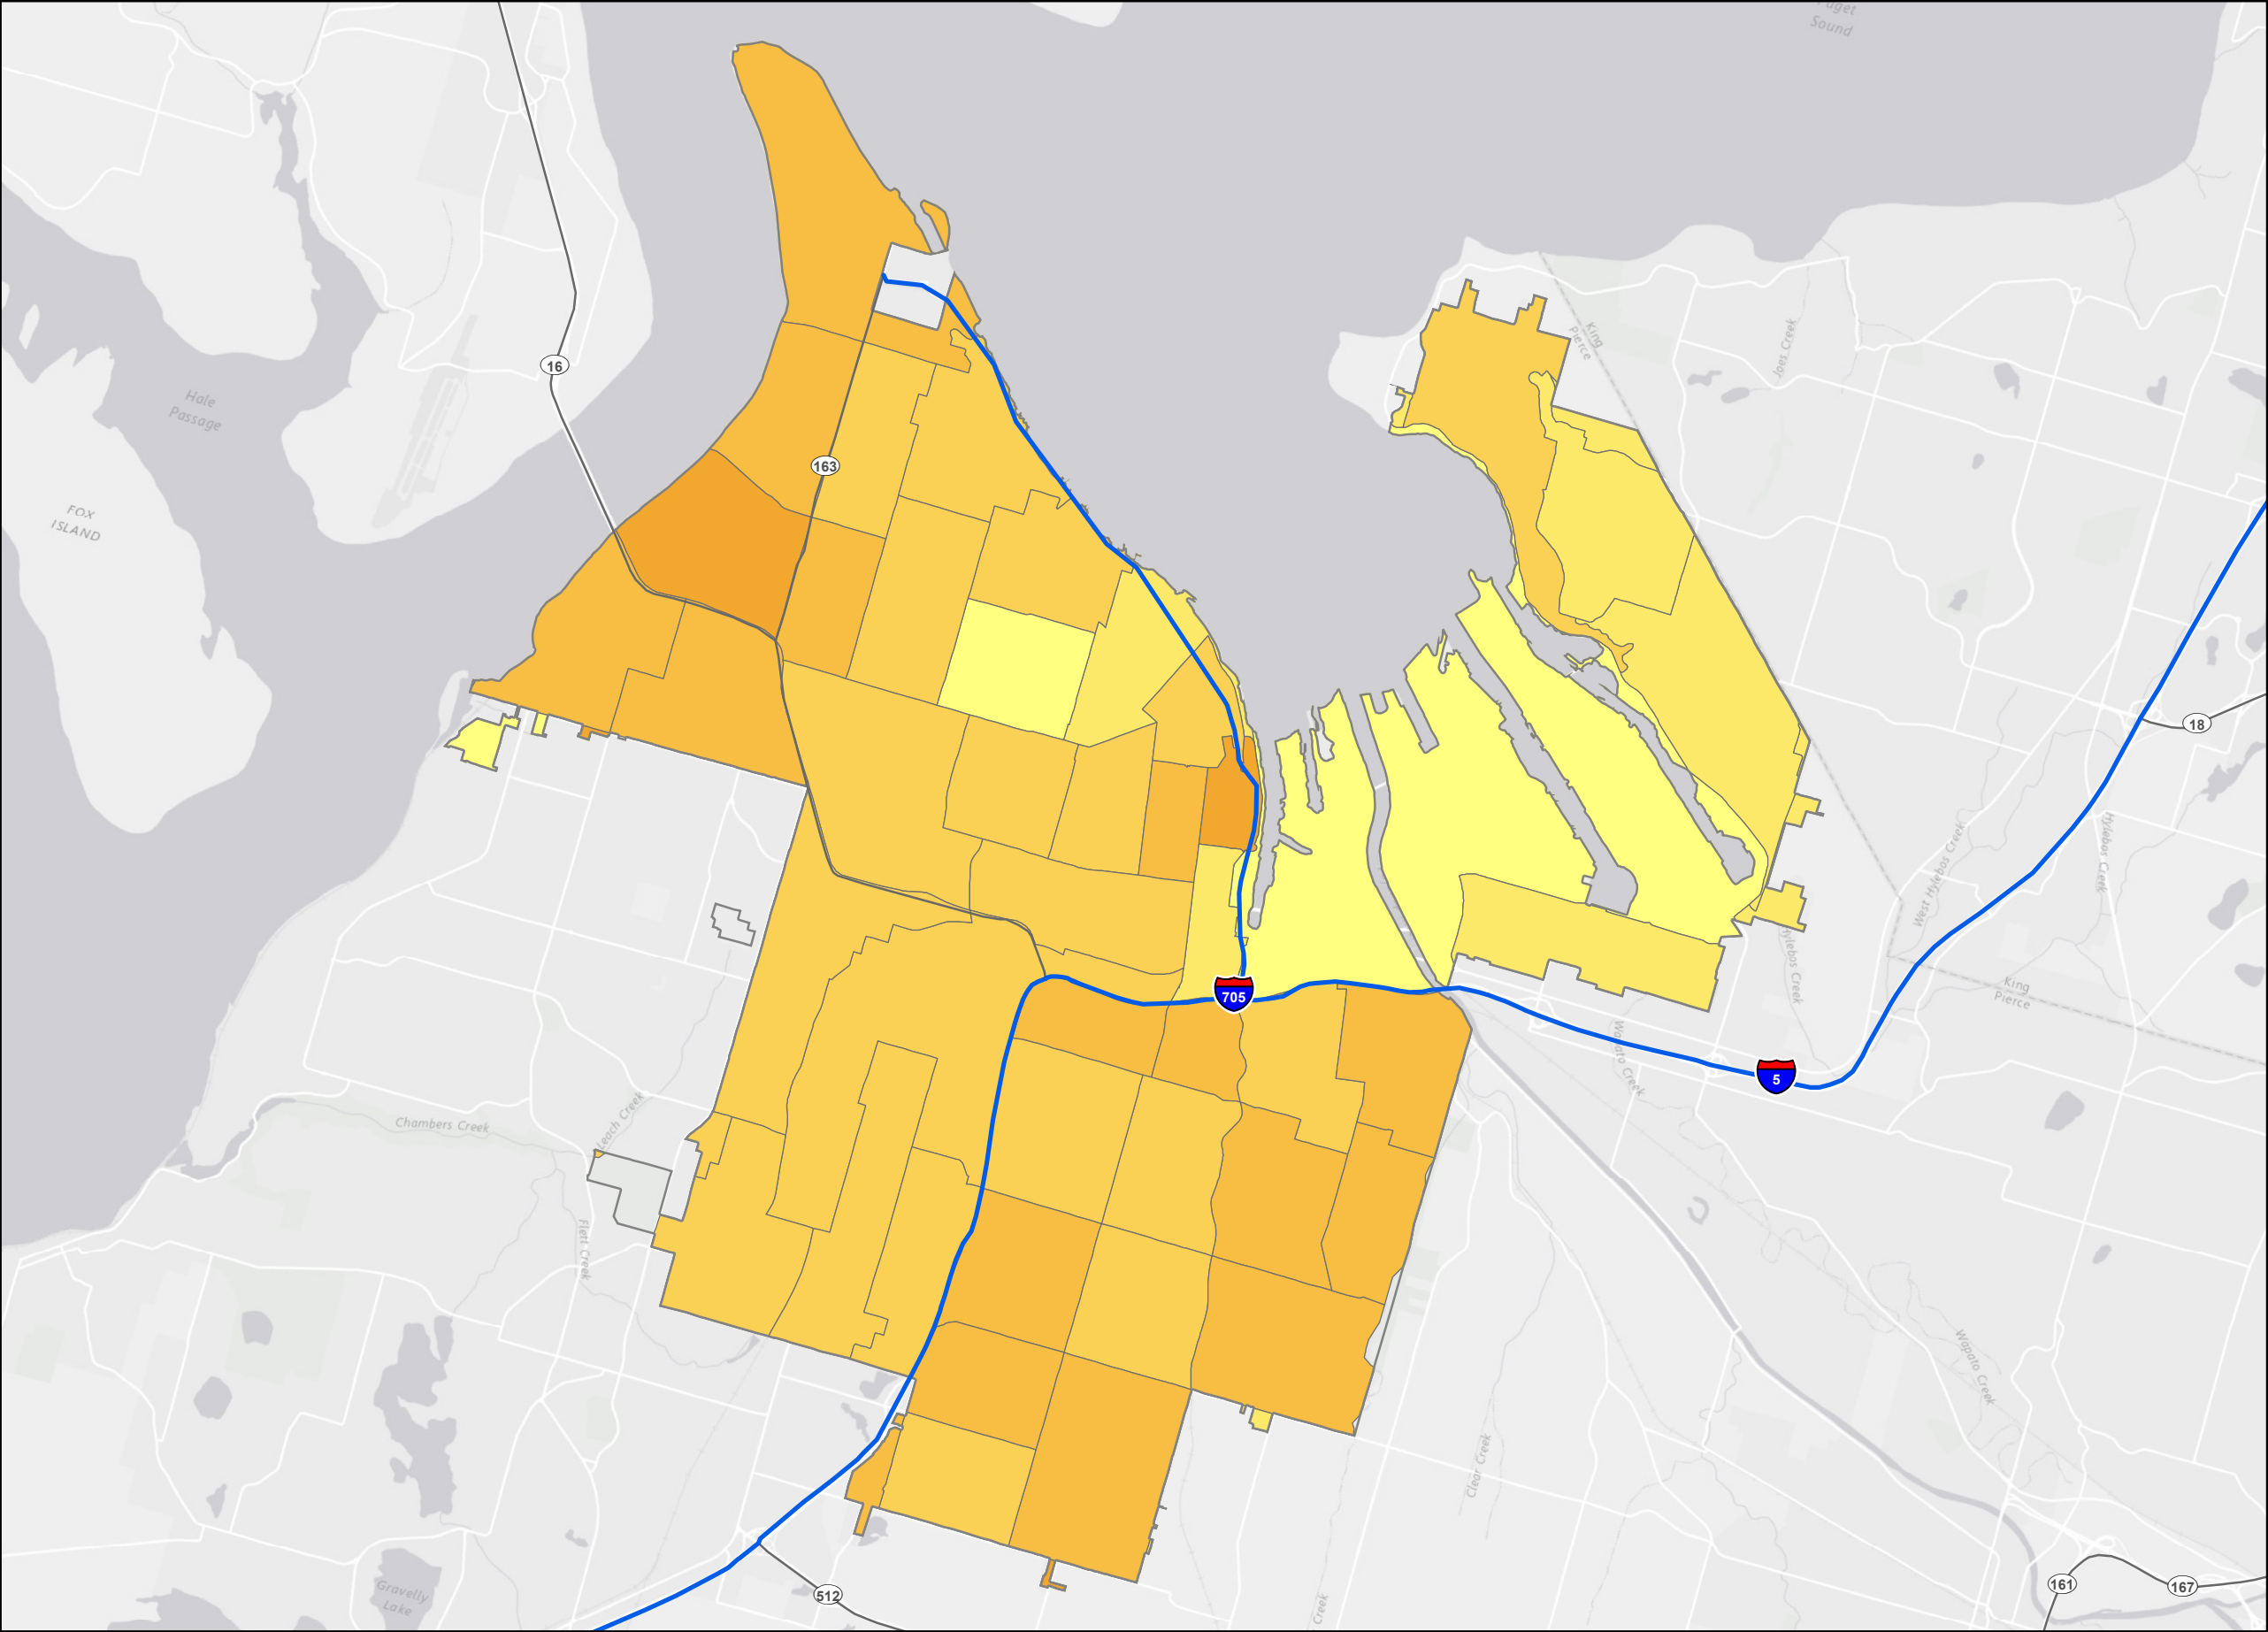 Puget
Sound
King
Pierce
Joes Creek
16
Hale
Passage
163
FOX
ISLAND
18
Hylebos Creek
West Hylebos Creek
Hylebos Creek
705
King
Pierce
Wapato Creek
5
Leach Creek
Chambers Creek
Flett Creek
Wapato Creek
Clear Creek
Gravelly
Lake
512
Creek
161
167